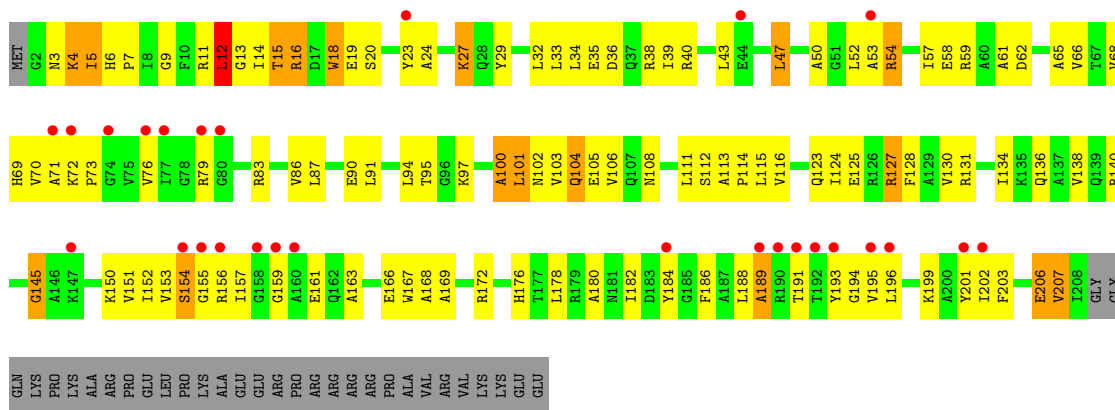 MET G2 N3 K4 I5 H6 P7 I8 G9 F10 R11 L12 G13 I14 T15 R16 D17 W18 E19 S20 Y23 A24 K27 Q28 Y29 L32 L33 L34 E35 D36 Q37 R38 I39 R40 L43 E44 L47 A50 G51 L52 A53 R54 I57 E58 R59 A60 A61 D62 A65 V66 T67 V68
H69 V70 A71 K72 P73 G74 V75 V76 I77 G78 R79 G80 R83 V86 L87 E90 L91 L94 T95 G96 K97 A100 L101 N102 V103 Q104 E105 V106 Q107 N108 L111 S112 A113 P114 L115 V116 Q123 I124 E125 R126 R127 F128 A129 V130 R131 I134 K135 Q136 A137 V138 Q139 R140
G145 A146 K147 K150 V151 I152 V153 S154 G155 R156 I157 G158 G159 A160 E161 Q162 A163 E166 W167 A168 A169 R172 H176 T177 L178 R179 A180 N181 I182 D183 Y184 G185 F186 A187 L188 A189 R190 T191 T192 Y193 G194 V195 L196 K199 A200 Y201 I202 F203 E206 V207 I208 GLY GLY
GLN LYS PRO LYS ALA ARG PRO GLU LEU PRO LYS ALA GLU GLU ARG PRO ARG ARG ARG PRO ALA VAL ARG VAL LYS LYS GLU GLU